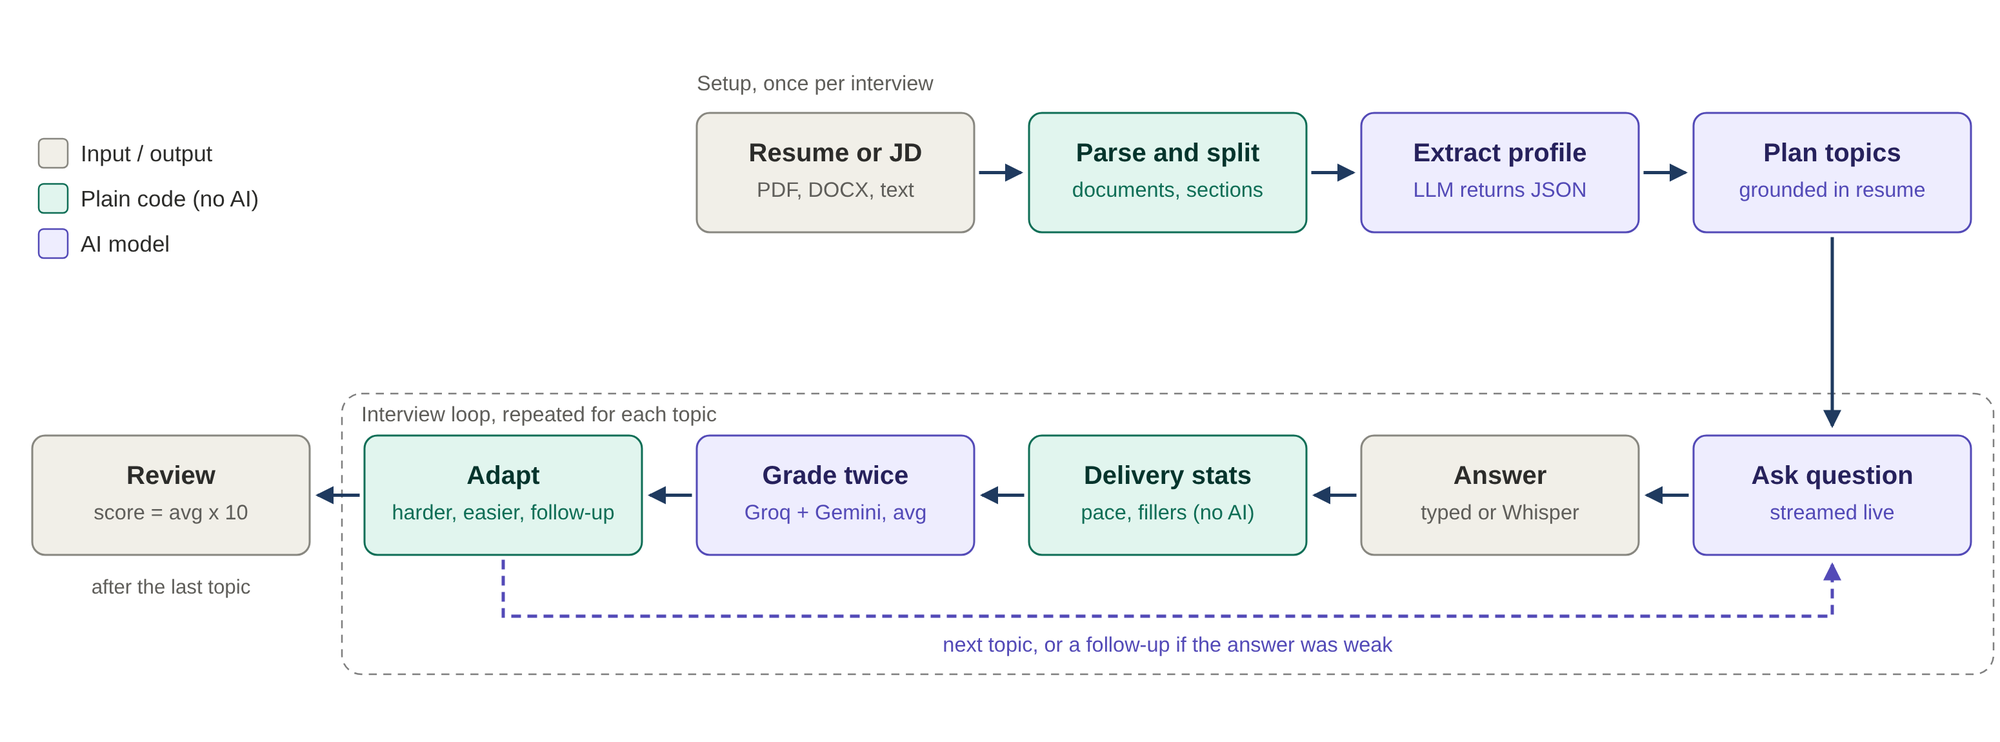 Setup, once per interview
Input / output
Plain code (no AI)
AI model
Resume or JD
PDF, DOCX, text
Parse and split
documents, sections
Extract profile
LLM returns JSON
Plan topics
grounded in resume
Interview loop, repeated for each topic
Review
score = avg x 10
after the last topic
Adapt
harder, easier, follow-up
Grade twice
Groq + Gemini, avg
Delivery stats
pace, fillers (no AI)
Answer
typed or Whisper
Ask question
streamed live
next topic, or a follow-up if the answer was weak